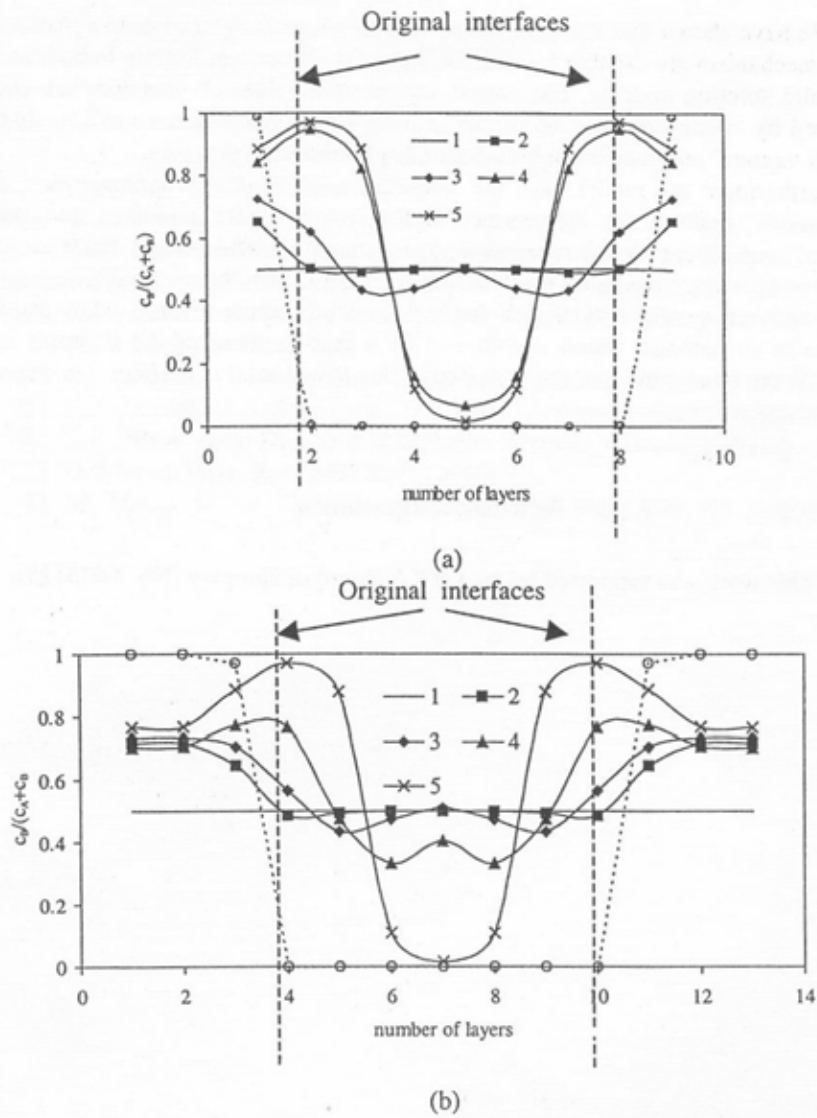 Original interfaces
1
0.8
0.6
0.4
0.2
0
c_B/(c_A+c_B)
1 2
3 4
5
0 2 4 6 8 10
number of layers
(a)
Original interfaces
1
0.8
0.6
0.4
0.2
0
c_B/(c_A+c_B)
1 2
3 4
5
0 2 4 6 8 10 12 14
number of layers
(b)